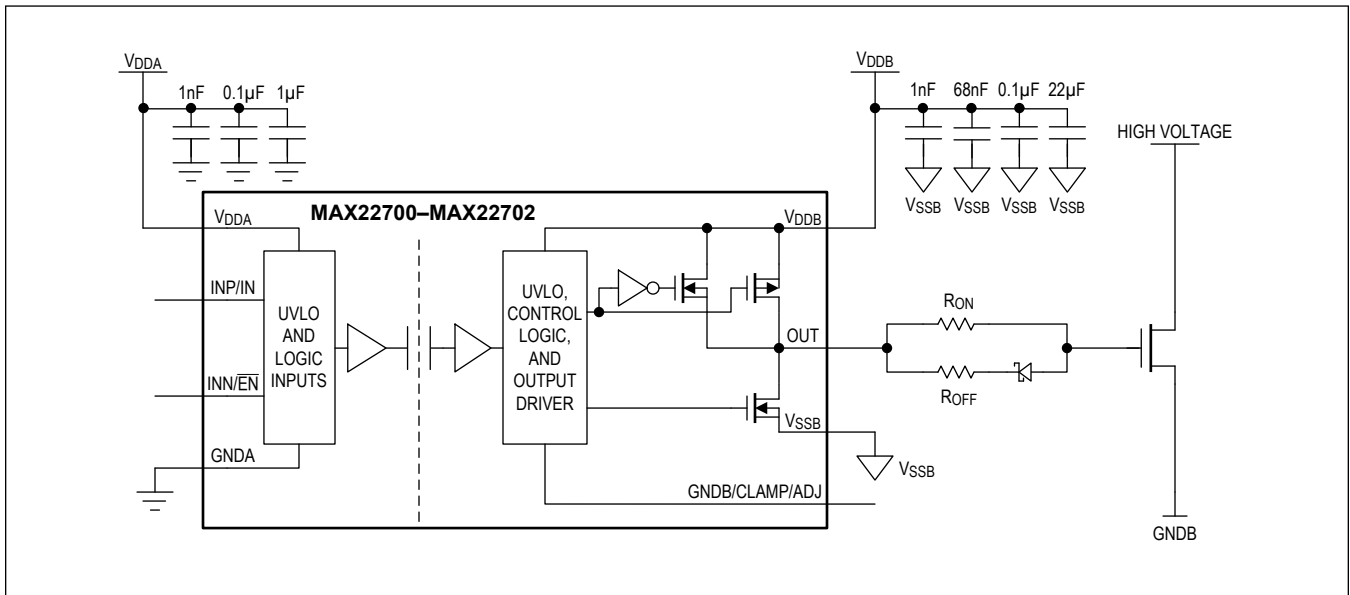 VDDA
1nF 0.1µF 1µF
VDDB
1nF 68nF 0.1µF 22µF
HIGH VOLTAGE
VSSB VSSB VSSB VSSB
MAX22700–MAX22702
VDDA
VDDB
INP/IN
UVLO
AND
LOGIC
INPUTS
UVLO,
CONTROL
LOGIC,
AND
OUTPUT
DRIVER
RON
OUT
INN/EN
ROFF
VSSB
GNDA
VSSB
GNDB/CLAMP/ADJ
GNDB